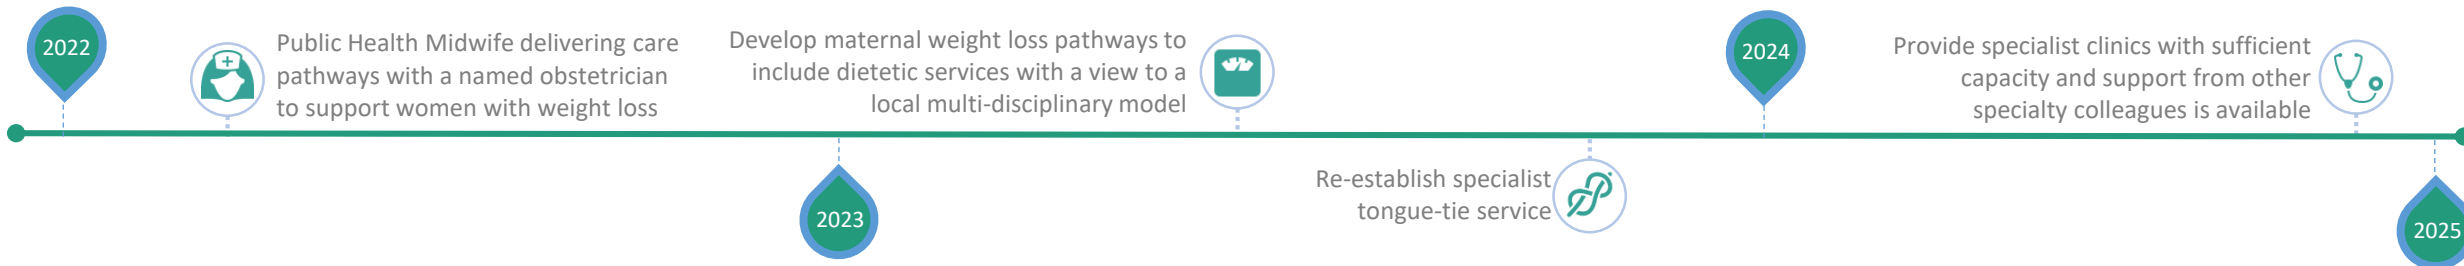 2022
Public Health Midwife delivering care
pathways with a named obstetrician
to support women with weight loss
2023
Develop maternal weight loss pathways to
include dietetic services with a view to a
local multi-disciplinary model
Re-establish specialist
tongue-tie service
2024
Provide specialist clinics with sufficient
capacity and support from other
specialty colleagues is available
2025